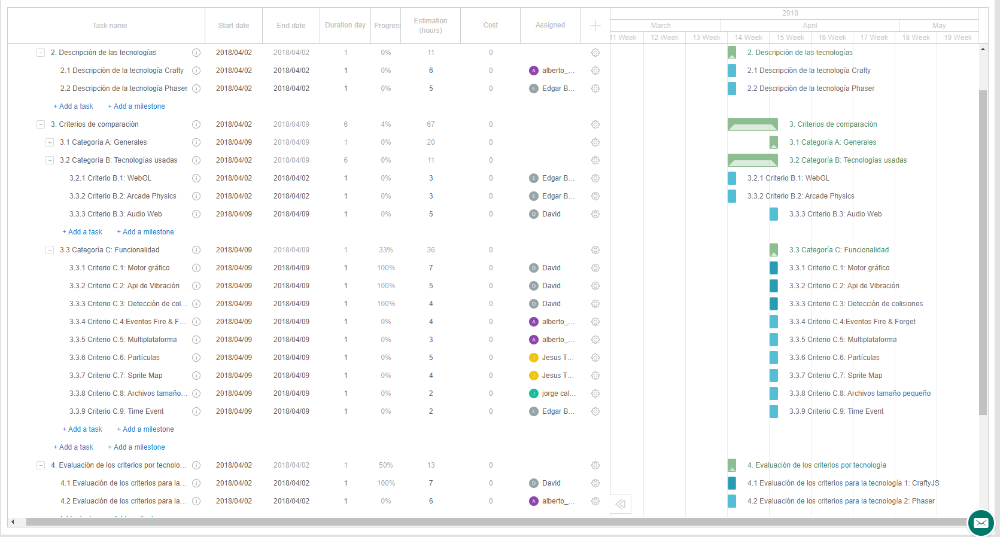 Task name Start date End date Duration day Progress Estimation (hours) Cost Assigned
2018
March April May
11 Week 12 Week 13 Week 14 Week 15 Week 16 Week 17 Week 18 Week 19 Week
2. Descripción de las tecnologías 2018/04/02 2018/04/02 1 0% 11 0 2. Descripción de las tecnologías
2.1 Descripción de la tecnología Crafty 2018/04/02 2018/04/02 1 0% 6 0 A alberto_... 2.1 Descripción de la tecnología Crafty
2.2 Descripción de la tecnología Phaser 2018/04/02 2018/04/02 1 0% 5 0 E Edgar B... 2.2 Descripción de la tecnología Phaser
+ Add a task + Add a milestone
3. Criterios de comparación 2018/04/02 2018/04/09 6 4% 67 0 3. Criterios de comparación
3.1 Categoría A: Generales 2018/04/09 2018/04/09 1 0% 20 0 3.1 Categoría A: Generales
3.2 Categoría B: Tecnologías usadas 2018/04/02 2018/04/09 6 0% 11 0 3.2 Categoría B: Tecnologías usadas
3.2.1 Criterio B.1: WebGL 2018/04/02 2018/04/02 1 0% 3 0 E Edgar B... 3.2.1 Criterio B.1: WebGL
3.3.2 Criterio B.2: Arcade Physics 2018/04/02 2018/04/02 1 0% 3 0 E Edgar B... 3.3.2 Criterio B.2: Arcade Physics
3.3.3 Criterio B.3: Audio Web 2018/04/09 2018/04/09 1 0% 5 0 D David 3.3.3 Criterio B.3: Audio Web
+ Add a task + Add a milestone
3.3 Categoría C: Funcionalidad 2018/04/09 2018/04/09 1 33% 36 0 3.3 Categoría C: Funcionalidad
3.3.1 Criterio C.1: Motor gráfico 2018/04/09 2018/04/09 1 100% 7 0 D David 3.3.1 Criterio C.1: Motor gráfico
3.3.2 Criterio C.2: Api de Vibración 2018/04/09 2018/04/09 1 100% 5 0 D David 3.3.2 Criterio C.2: Api de Vibración
3.3.3 Criterio C.3: Detección de col... 2018/04/09 2018/04/09 1 100% 4 0 D David 3.3.3 Criterio C.3: Detección de colisiones
3.3.4 Criterio C.4:Eventos Fire & F... 2018/04/09 2018/04/09 1 0% 4 0 A alberto_... 3.3.4 Criterio C.4:Eventos Fire & Forget
3.3.5 Criterio C.5: Multiplataforma 2018/04/09 2018/04/09 1 0% 3 0 A alberto_... 3.3.5 Criterio C.5: Multiplataforma
3.3.6 Criterio C.6: Partículas 2018/04/09 2018/04/09 1 0% 5 0 J Jesus T... 3.3.6 Criterio C.6: Partículas
3.3.7 Criterio C.7: Sprite Map 2018/04/09 2018/04/09 1 0% 4 0 J Jesus T... 3.3.7 Criterio C.7: Sprite Map
3.3.8 Criterio C.8: Archivos tamaño... 2018/04/09 2018/04/09 1 0% 2 0 J jorge cal... 3.3.8 Criterio C.8: Archivos tamaño pequeño
3.3.9 Criterio C.9: Time Event 2018/04/09 2018/04/09 1 0% 2 0 E Edgar B... 3.3.9 Criterio C.9: Time Event
+ Add a task + Add a milestone
+ Add a task + Add a milestone
4. Evaluación de los criterios por tecnolo... 2018/04/02 2018/04/02 1 50% 13 0 4. Evaluación de los criterios por tecnología
4.1 Evaluación de los criterios para la... 2018/04/02 2018/04/02 1 100% 7 0 D David 4.1 Evaluación de los criterios para la tecnología 1: CraftyJS
4.2 Evaluación de los criterios para la... 2018/04/02 2018/04/02 1 0% 6 0 A alberto_... 4.2 Evaluación de los criterios para la tecnología 2: Phaser